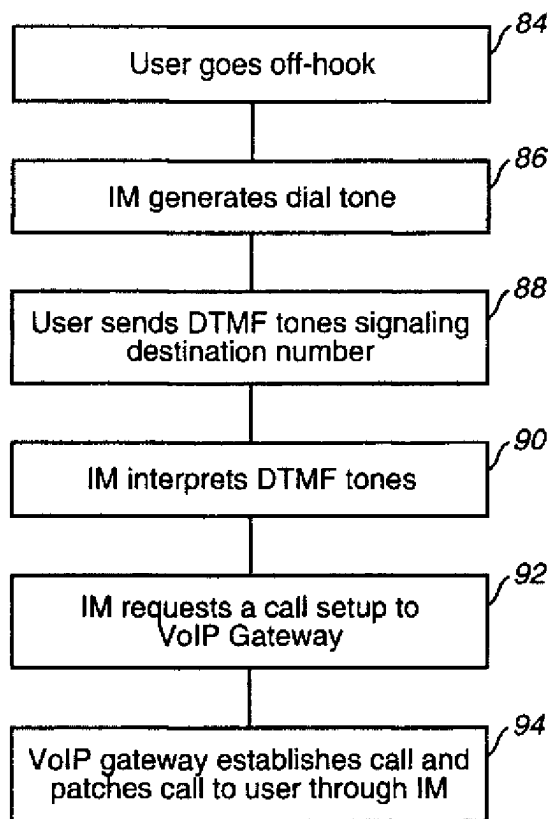 84
User goes off-hook
86
IM generates dial tone
88
User sends DTMF tones signaling
destination number
90
IM interprets DTMF tones
92
IM requests a call setup to
VoIP Gateway
94
VoIP gateway establishes call and
patches call to user through IM